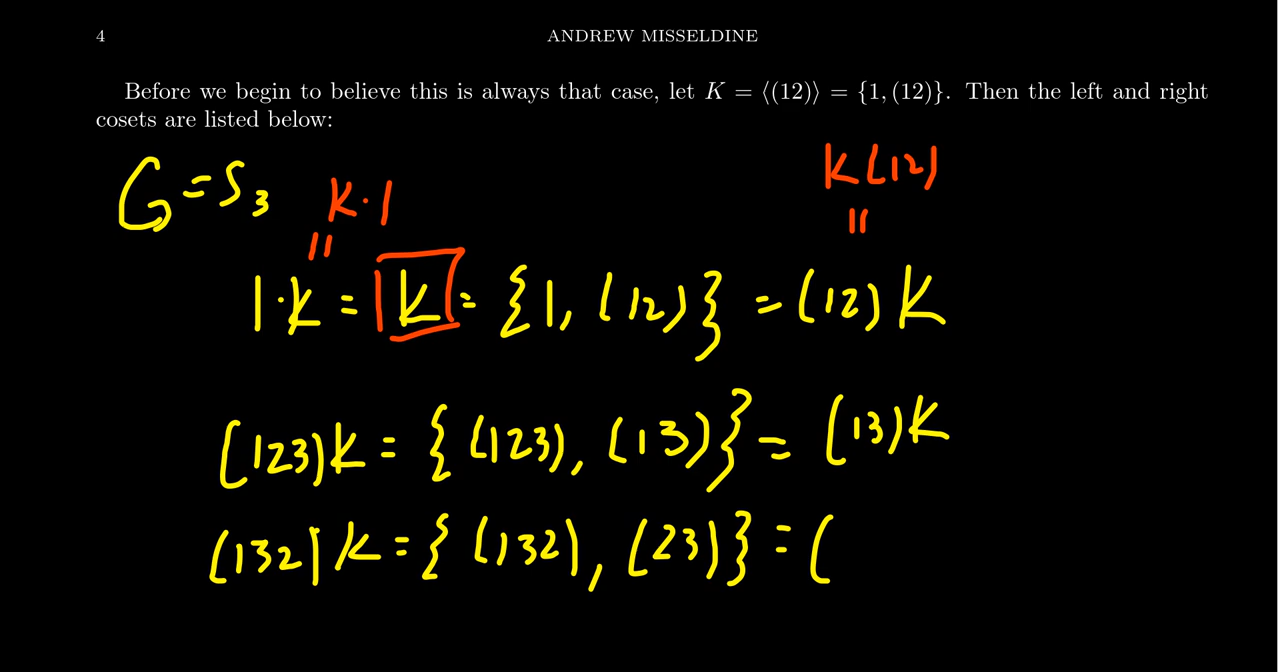 4 ANDREW MISSELDINE
Before we begin to believe this is always that case, let K = ⟨(12)⟩ = {1, (12)}. Then the left and right
cosets are listed below:
G = S₃
K·1
K(12)
||
||
1·K = K = {1, (12)} = (12)K
(123)K = {(123), (13)} = (13)K
(132)K = {(132), (23)} = (